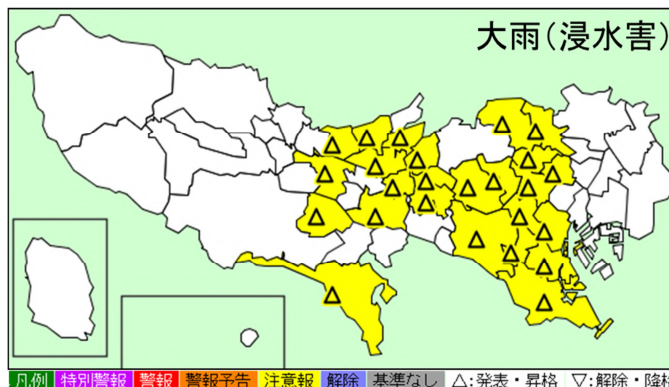 大雨(浸水害)
凡例 特別警報 警報 警報予告 注意報 解除 基準なし △:発表・昇格 ▽:解除・降格